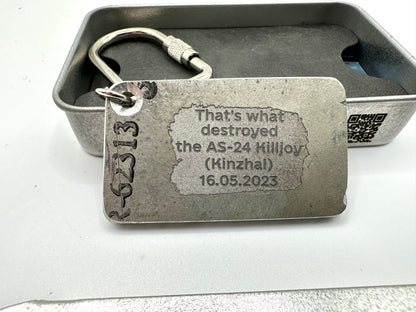 That's what
destroyed
the AS-24 Killjoy
(Kinzhal)
16.05.2023
R-62313